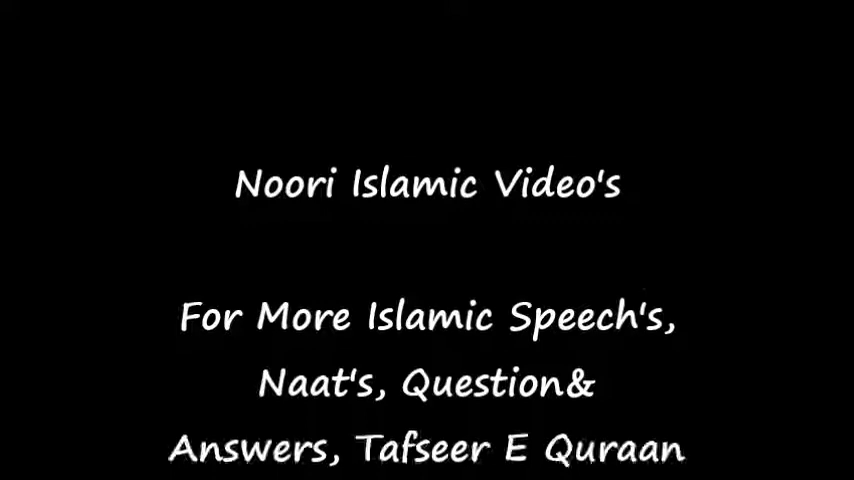 Noori Islamic Video's
For More Islamic Speech's,
Naat's, Question&
Answers, Tafseer E Quraan